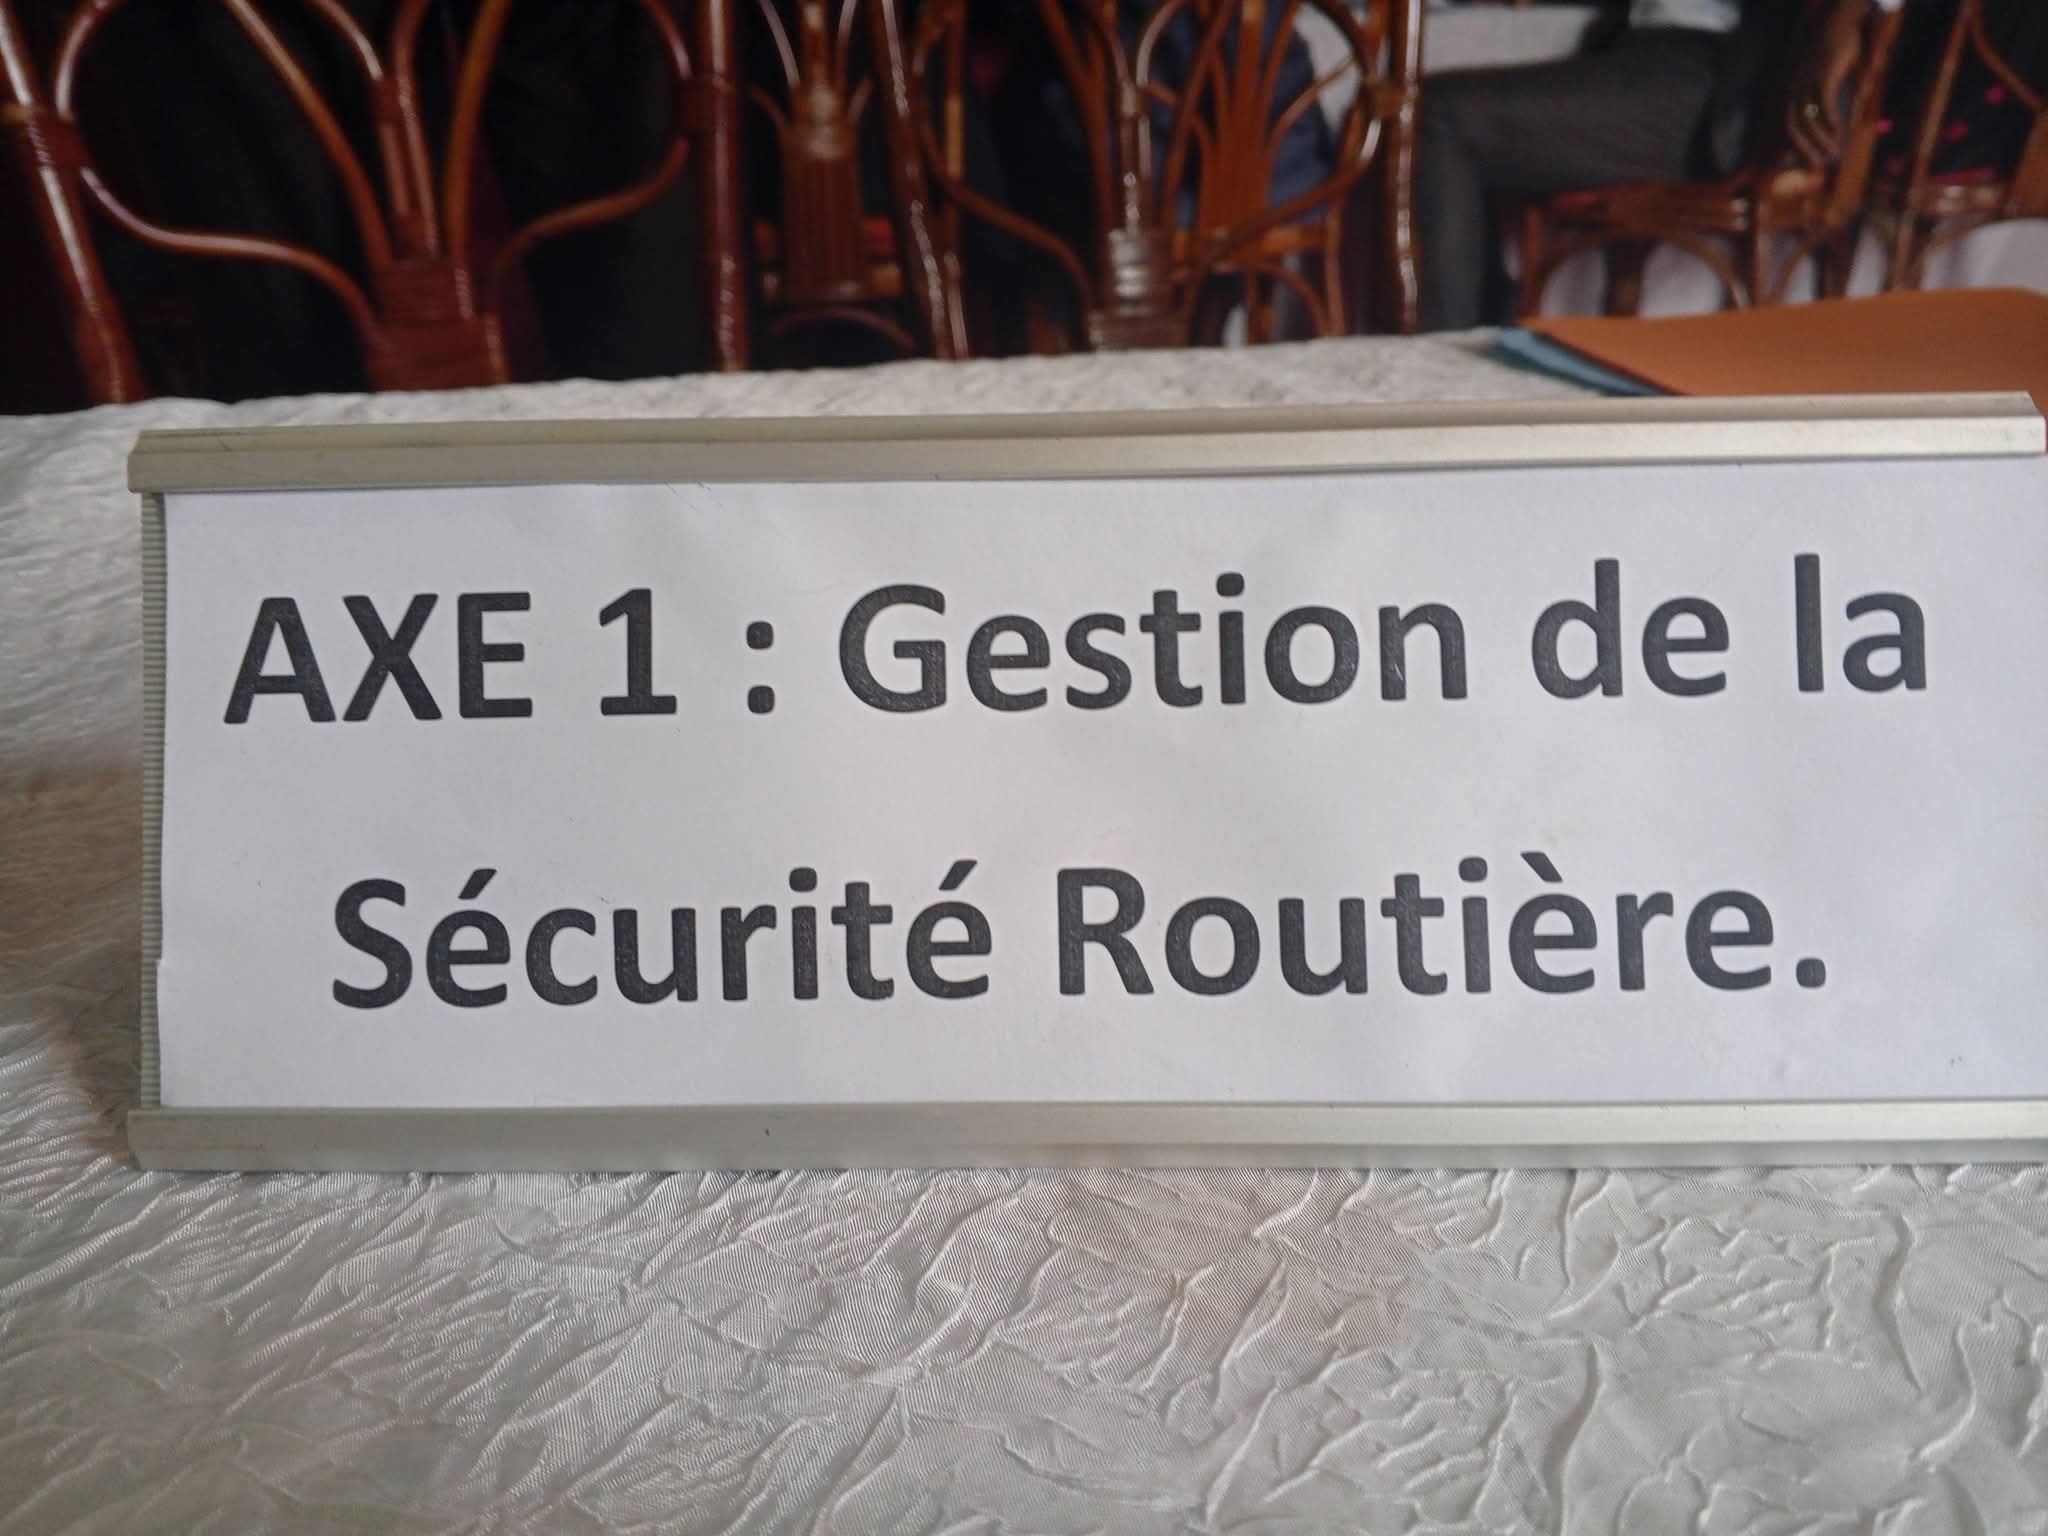 AXE 1 : Gestion de la
Sécurité Routière.